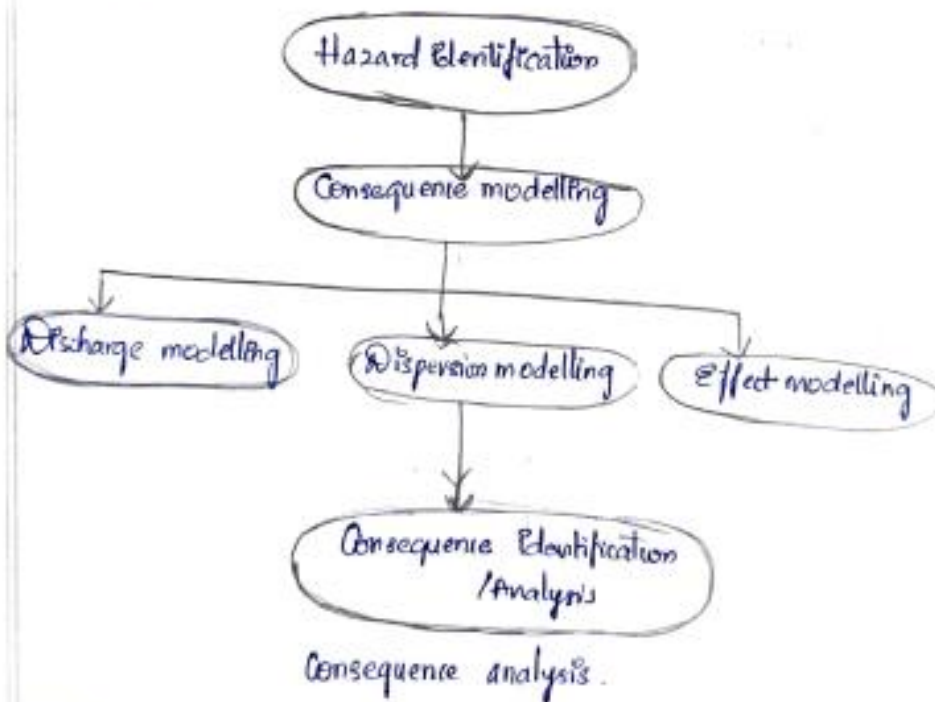 Hazard Identification
Consequence modelling
Discharge modelling
Dispersion modelling
Effect modelling
Consequence Identification
/Analysis
Consequence analysis.